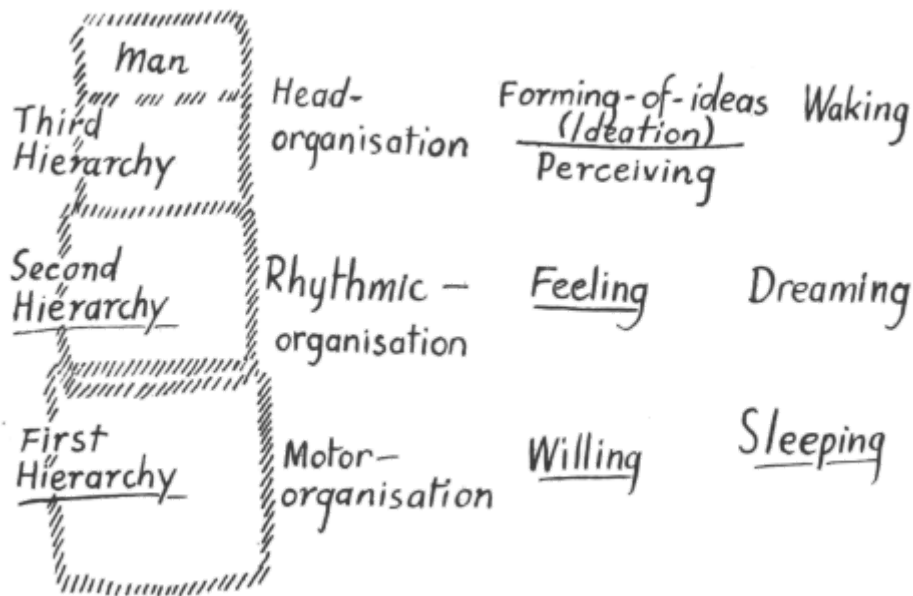 Man
Third
Hierarchy
Head-
organisation
Forming-of-ideas
(Ideation)
Perceiving
Waking
Second
Hierarchy
Rhythmic-
organisation
Feeling
Dreaming
First
Hierarchy
Motor-
organisation
Willing
Sleeping